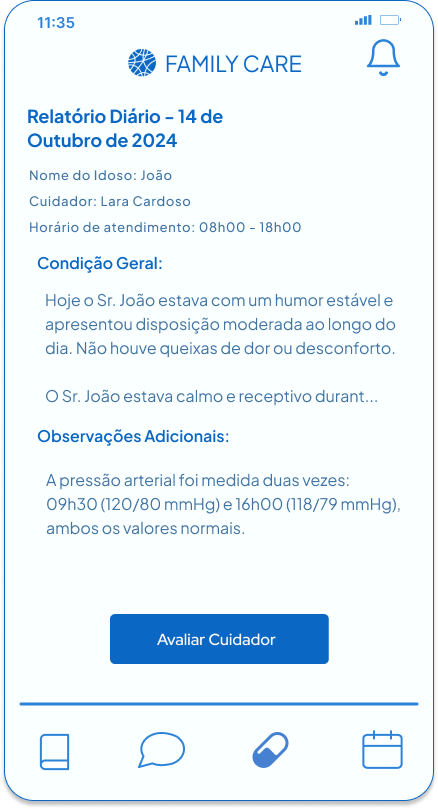 11:35
FAMILY CARE
Relatório Diário - 14 de
Outubro de 2024
Nome do Idoso: João
Cuidador: Lara Cardoso
Horário de atendimento: 08h00 - 18h00
Condição Geral:
Hoje o Sr. João estava com um humor estável e
apresentou disposição moderada ao longo do
dia. Não houve queixas de dor ou desconforto.
O Sr. João estava calmo e receptivo durant...
Observações Adicionais:
A pressão arterial foi medida duas vezes:
09h30 (120/80 mmHg) e 16h00 (118/79 mmHg),
ambos os valores normais.
Avaliar Cuidador